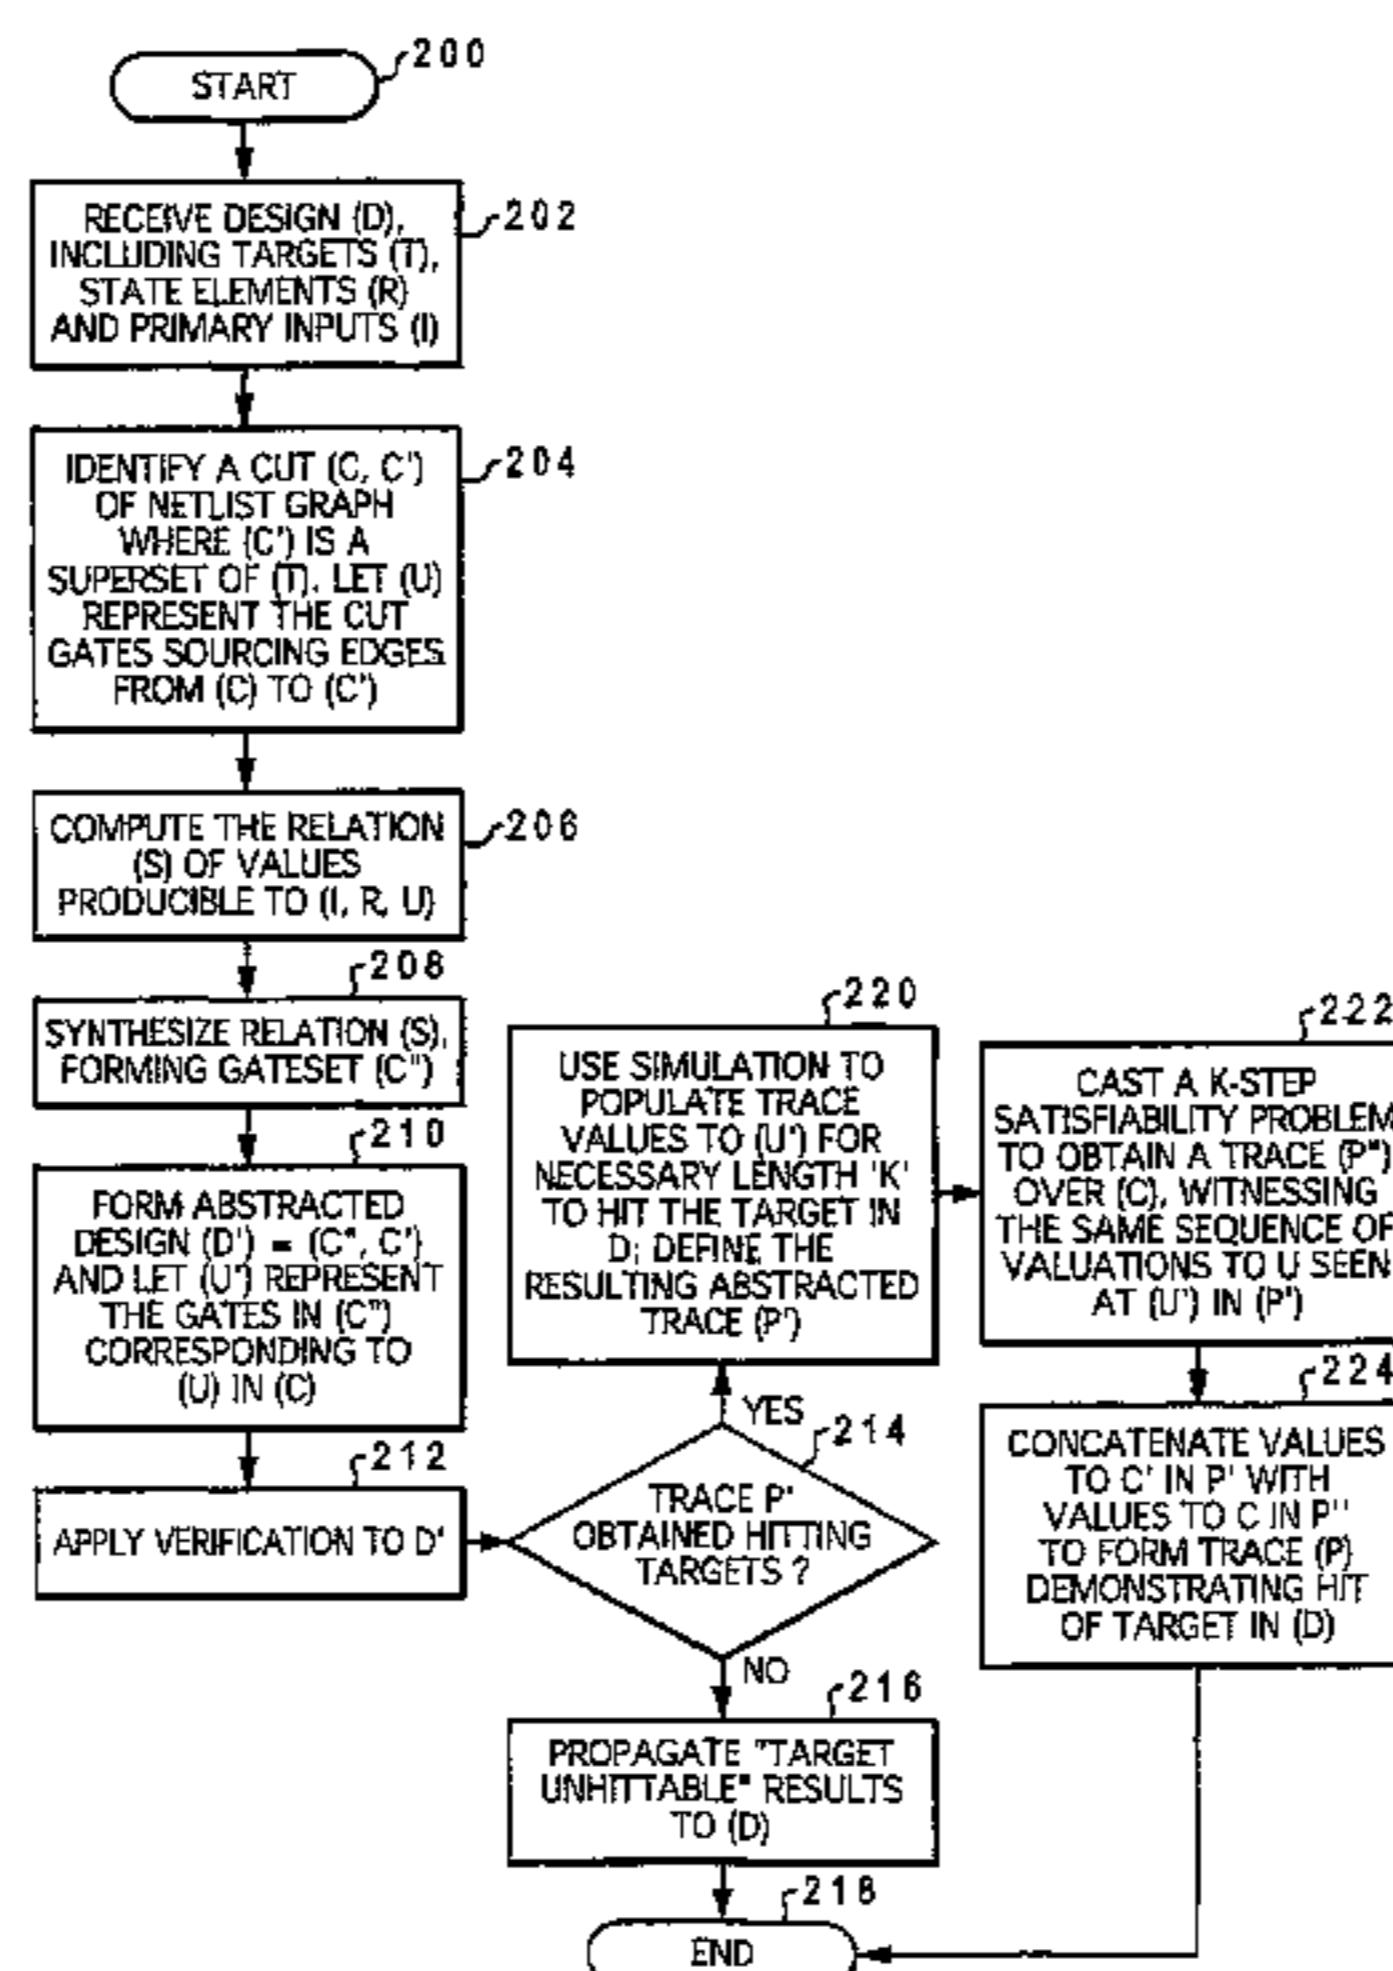 200
START
202
RECEIVE DESIGN (D),
INCLUDING TARGETS (T),
STATE ELEMENTS (R)
AND PRIMARY INPUTS (I)
204
IDENTIFY A CUT (C, C')
OF NETLIST GRAPH
WHERE (C') IS A
SUPERSET OF (T). LET (U)
REPRESENT THE CUT
GATES SOURCING EDGES
FROM (C) TO (C')
206
COMPUTE THE RELATION
(S) OF VALUES
PRODUCIBLE TO (I, R, U)
208
SYNTHESIZE RELATION (S),
FORMING GATESET (C")
210
FORM ABSTRACTED
DESIGN (D') = (C", C')
AND LET (U') REPRESENT
THE GATES IN (C")
CORRESPONDING TO
(U) IN (C)
212
APPLY VERIFICATION TO D'
214
TRACE P'
OBTAINED HITTING
TARGETS ?
YES
NO
216
PROPAGATE "TARGET
UNHITTABLE" RESULTS
TO (D)
218
END
220
USE SIMULATION TO
POPULATE TRACE
VALUES TO (U') FOR
NECESSARY LENGTH 'K'
TO HIT THE TARGET IN
D; DEFINE THE
RESULTING ABSTRACTED
TRACE (P')
222
CAST A K-STEP
SATISFIABILITY PROBLEM
TO OBTAIN A TRACE (P")
OVER (C), WITNESSING
THE SAME SEQUENCE OF
VALUATIONS TO U SEEN
AT (U') IN (P')
224
CONCATENATE VALUES
TO C' IN P' WITH
VALUES TO C IN P"
TO FORM TRACE (P)
DEMONSTRATING HIT
OF TARGET IN (D)